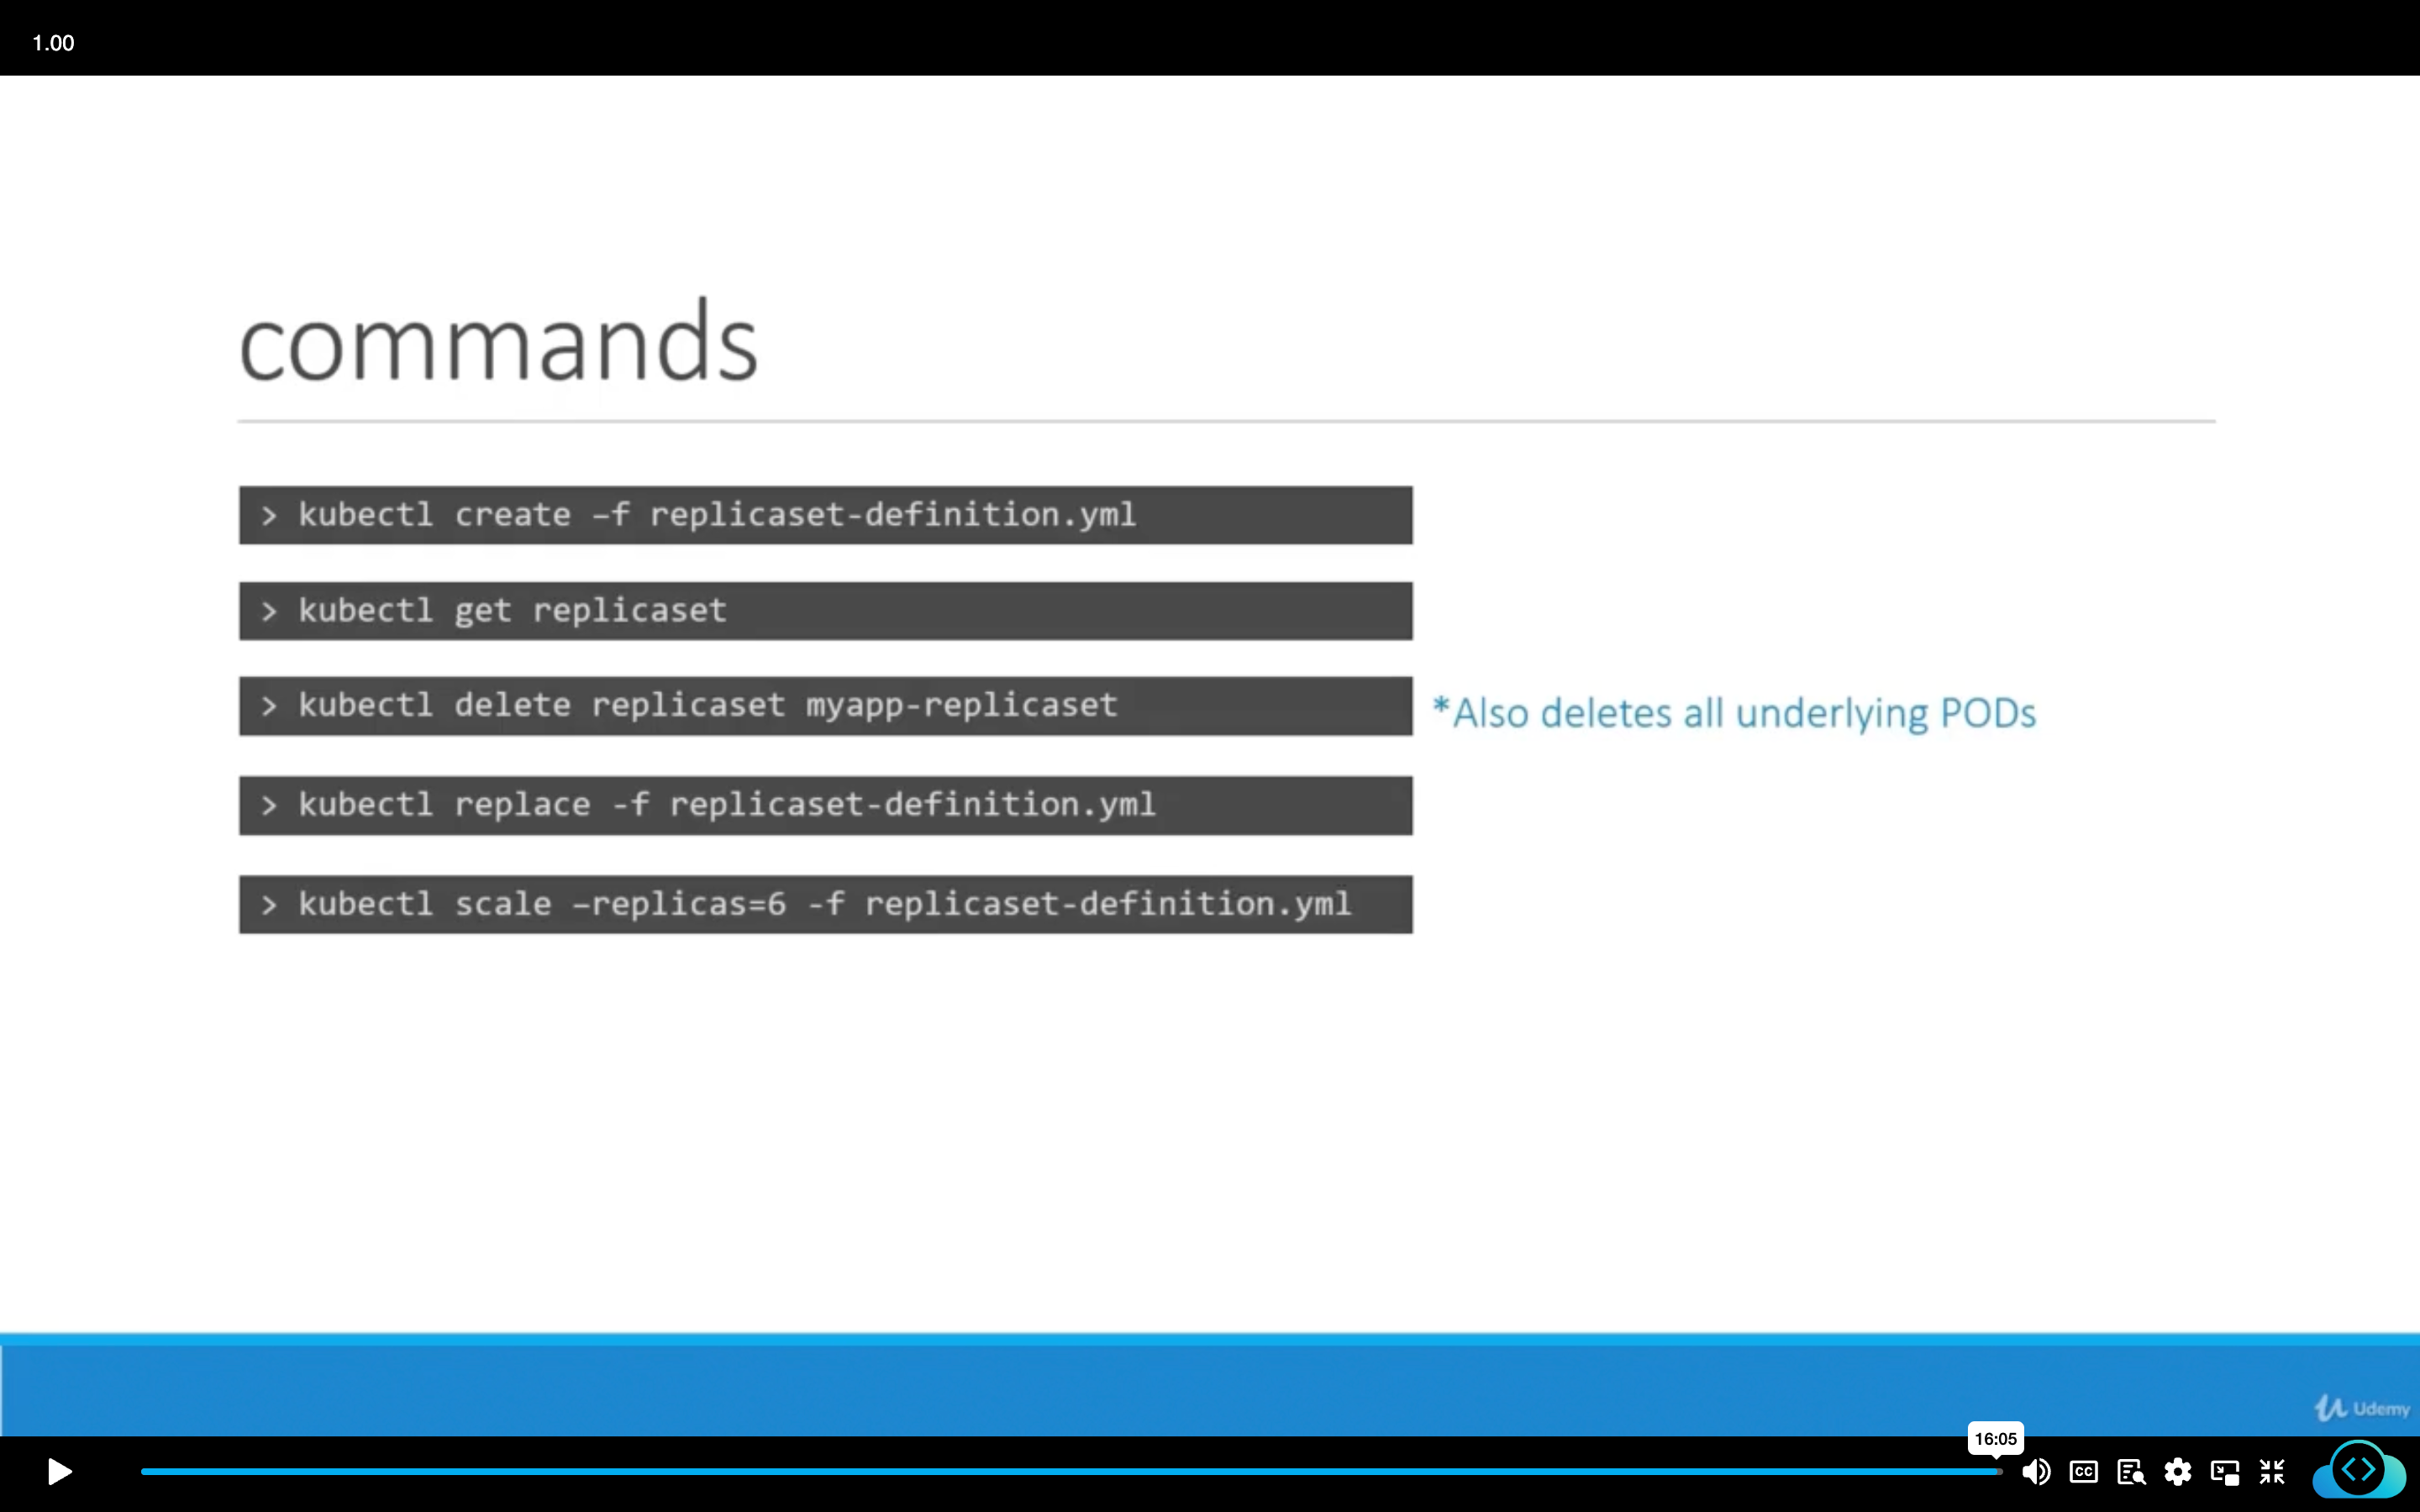 1.00
commands
> kubectl create –f replicaset-definition.yml
> kubectl get replicaset
> kubectl delete replicaset myapp-replicaset
*Also deletes all underlying PODs
> kubectl replace -f replicaset-definition.yml
> kubectl scale –replicas=6 -f replicaset-definition.yml
Udemy
16:05
CC